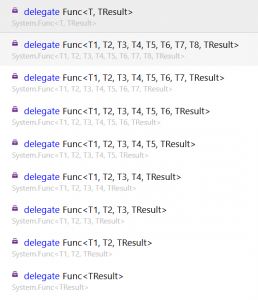 delegate Func<T, TResult>
System.Func<T, TResult>
delegate Func<T1, T2, T3, T4, T5, T6, T7, T8, TResult>
System.Func<T1, T2, T3, T4, T5, T6, T7, T8, TResult>
delegate Func<T1, T2, T3, T4, T5, T6, T7, TResult>
System.Func<T1, T2, T3, T4, T5, T6, T7, TResult>
delegate Func<T1, T2, T3, T4, T5, T6, TResult>
System.Func<T1, T2, T3, T4, T5, T6, TResult>
delegate Func<T1, T2, T3, T4, T5, TResult>
System.Func<T1, T2, T3, T4, T5, TResult>
delegate Func<T1, T2, T3, T4, TResult>
System.Func<T1, T2, T3, T4, TResult>
delegate Func<T1, T2, T3, TResult>
System.Func<T1, T2, T3, TResult>
delegate Func<T1, T2, TResult>
System.Func<T1, T2, TResult>
delegate Func<TResult>
System.Func<TResult>